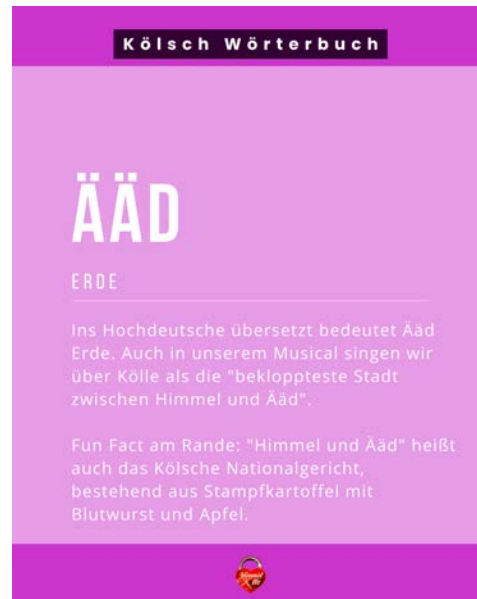 Kölsch Wörterbuch
ÄÄD
ERDE
Ins Hochdeutsche übersetzt bedeutet Ääd
Erde. Auch in unserem Musical singen wir
über Kölle als die "bekloppteste Stadt
zwischen Himmel und Ääd".
Fun Fact am Rande: "Himmel und Ääd" heißt
auch das Kölsche Nationalgericht,
bestehend aus Stampfkartoffel mit
Blutwurst und Apfel.